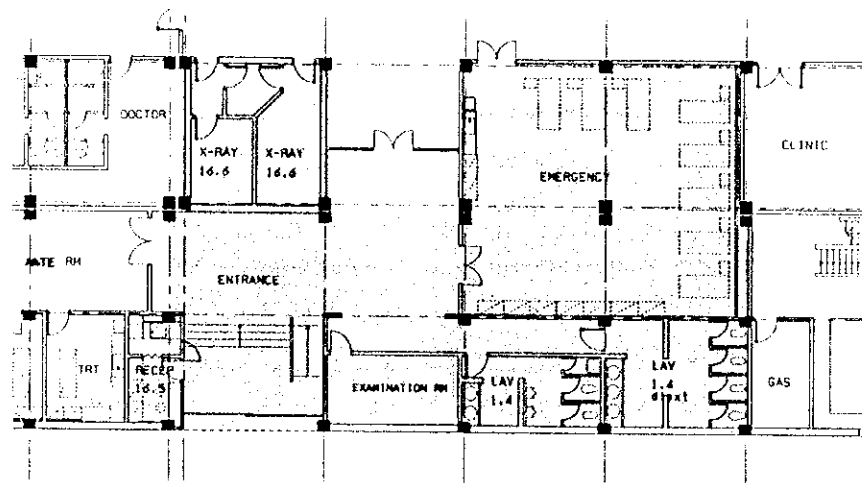 DOCTOR
X-RAY
16.6
X-RAY
16.6
EMERGENCY
CLINIC
ENTRANCE
TRT
RECEP
16.5
EXAMINATION RM
LAV
1.4
LAV
1.4
GAS